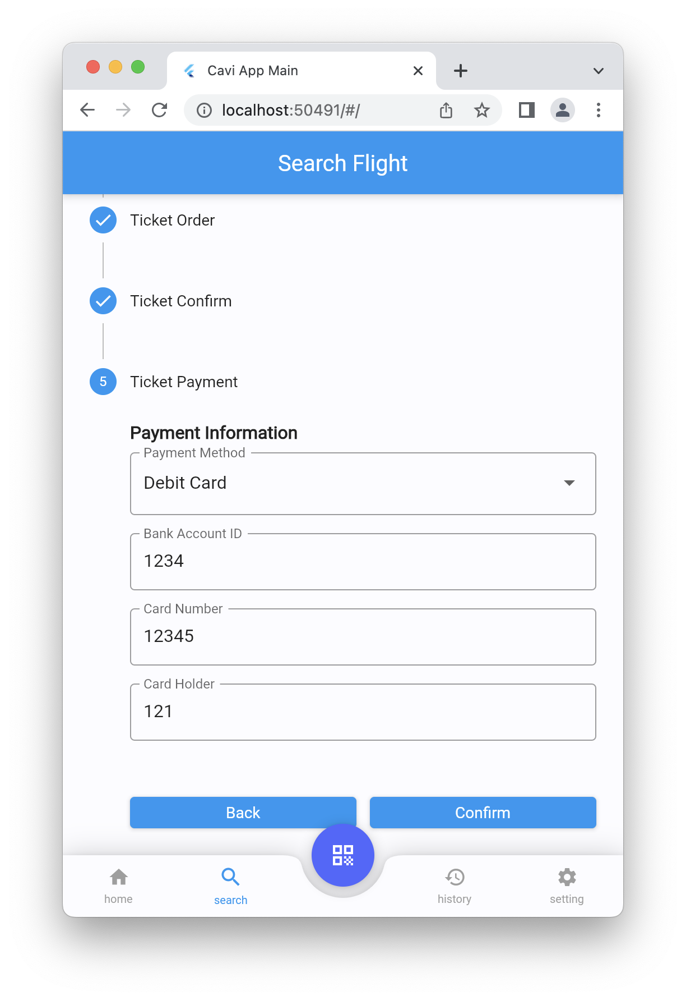 Cavi App Main
localhost:50491/#/
Search Flight
Ticket Order
Ticket Confirm
5 Ticket Payment
Payment Information
Payment Method
Debit Card
Bank Account ID
1234
Card Number
12345
Card Holder
121
Back Confirm
home search history setting